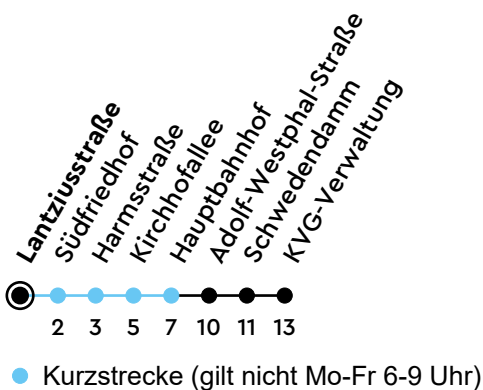 Lantziusstraße
Südfriedhof
Harmsstraße
Kirchhofallee
Hauptbahnhof
Adolf-Westphal-Straße
Schwedendamm
KVG-Verwaltung
2 3 5 7 10 11 13
Kurzstrecke (gilt nicht Mo-Fr 6-9 Uhr)